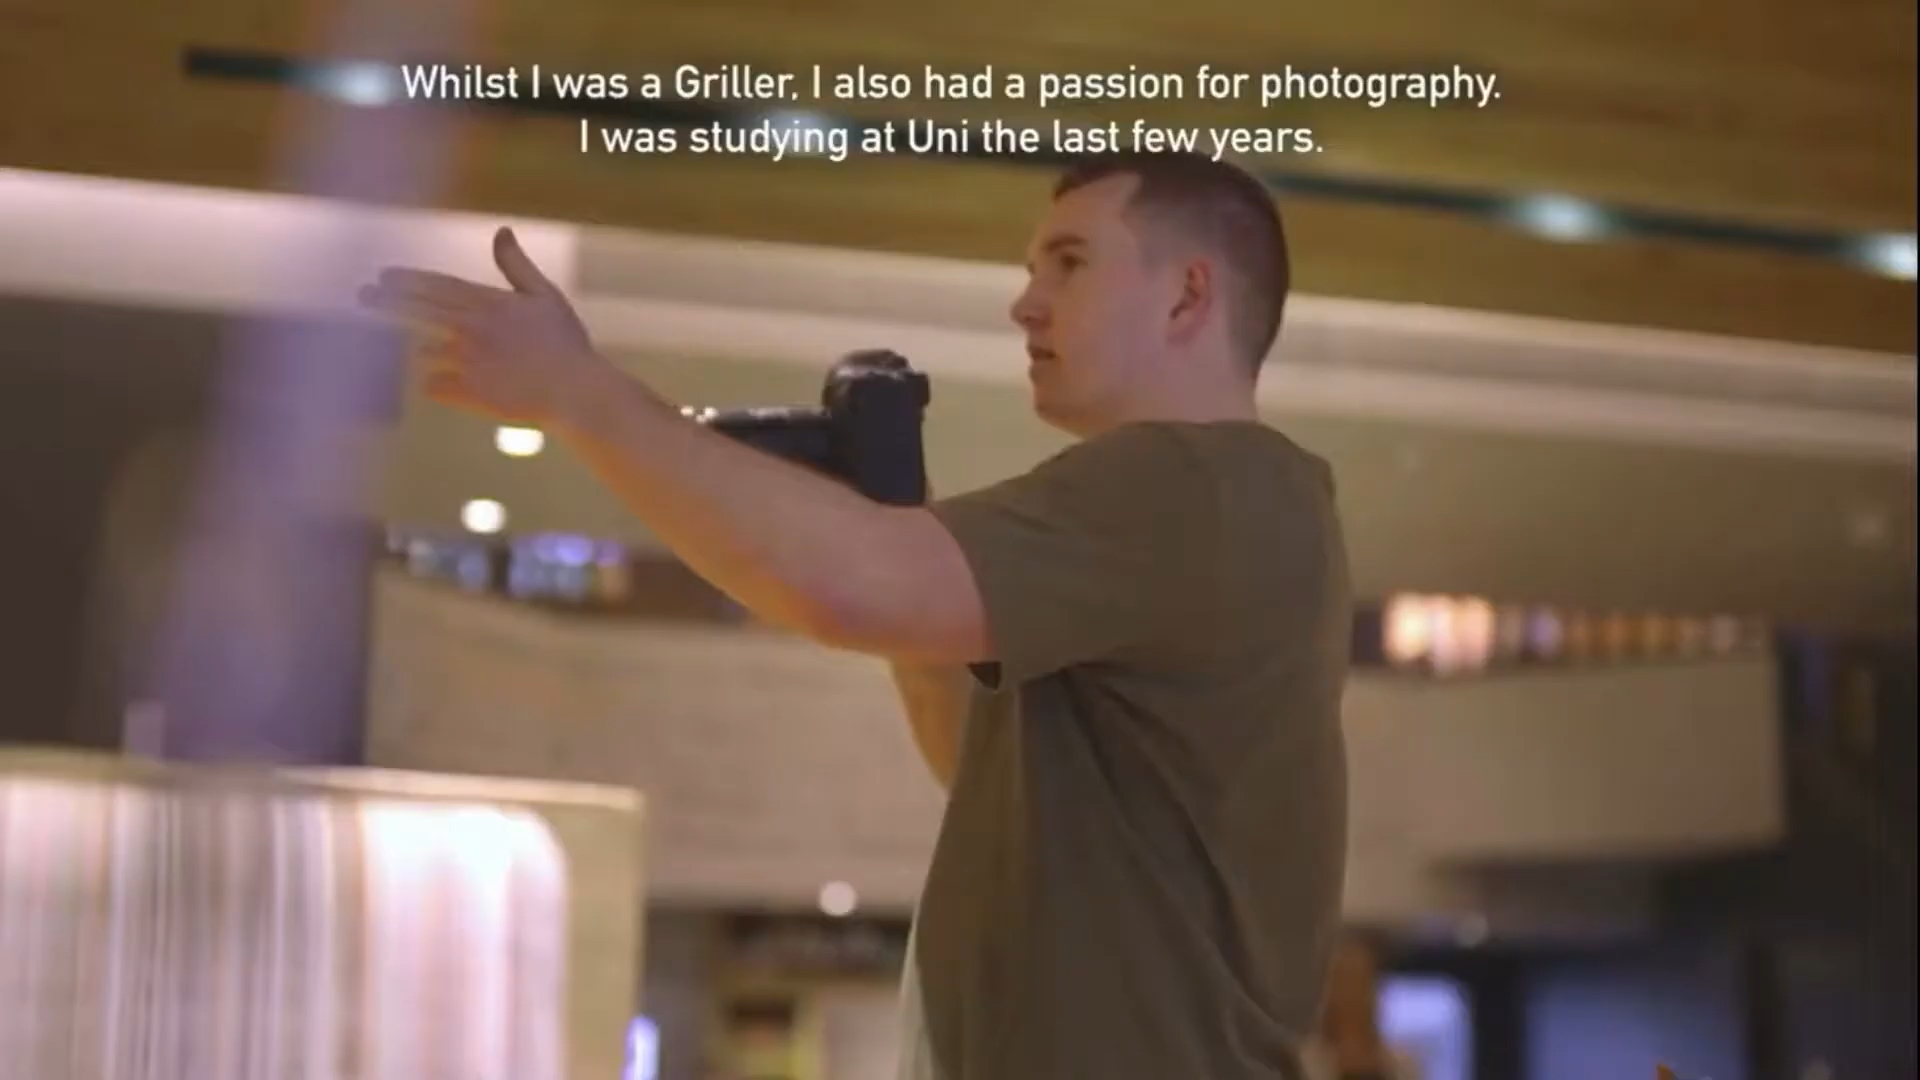 Whilst I was a Griller, I also had a passion for photography.
I was studying at Uni the last few years.